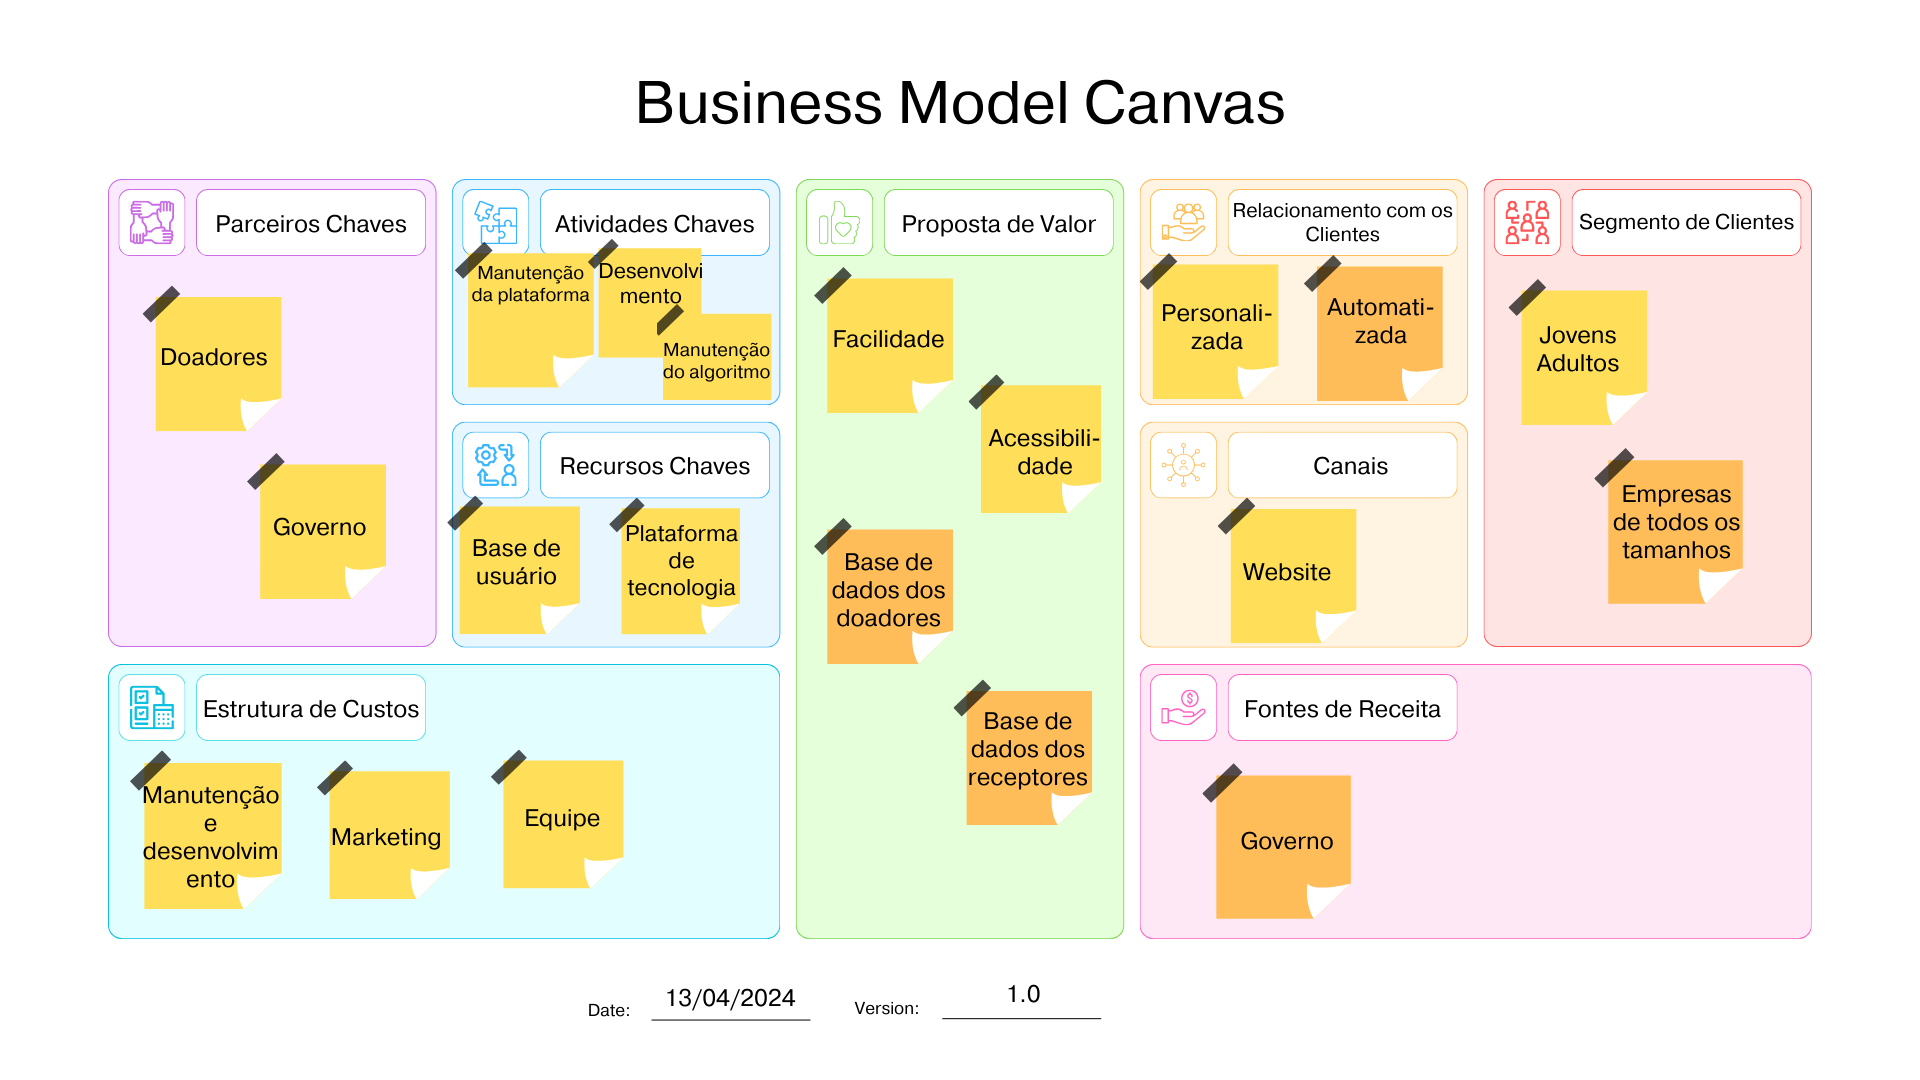 Business Model Canvas
Parceiros Chaves
Doadores
Governo
Atividades Chaves
Manutenção
da plataforma
Desenvolvi
mento
Manutenção
do algoritmo
Recursos Chaves
Base de
usuário
Plataforma
de
tecnologia
Proposta de Valor
Facilidade
Acessibili-
dade
Base de
dados dos
doadores
Base de
dados dos
receptores
Relacionamento com os
Clientes
Personali-
zada
Automati-
zada
Canais
Website
Segmento de Clientes
Jovens
Adultos
Empresas
de todos os
tamanhos
Estrutura de Custos
Manutenção
e
desenvolvim
ento
Marketing
Equipe
Fontes de Receita
$
Governo
Date: 13/04/2024
Version: 1.0